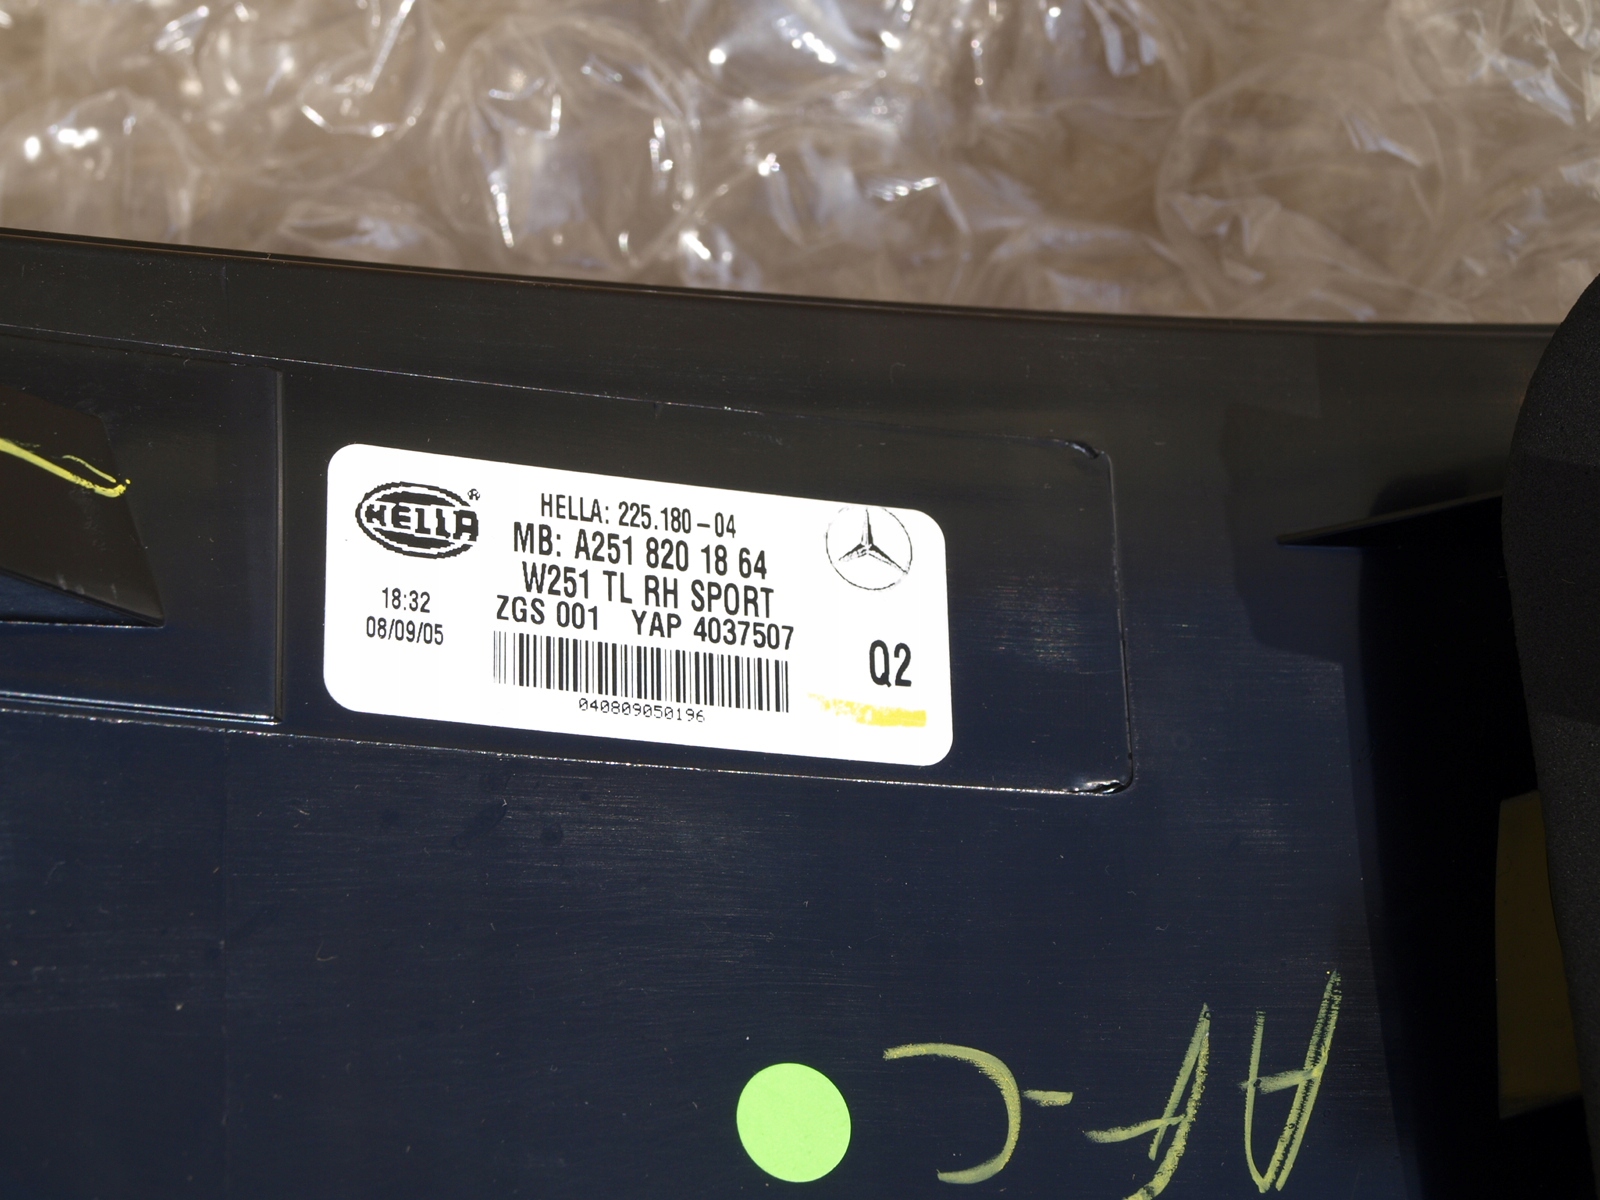 HELLA ®
HELLA: 225.180-04
MB: A251 820 18 64
W251 TL RH SPORT
ZGS 001 YAP 4037507
18:32
08/09/05
Q2
040809050196
AF-C